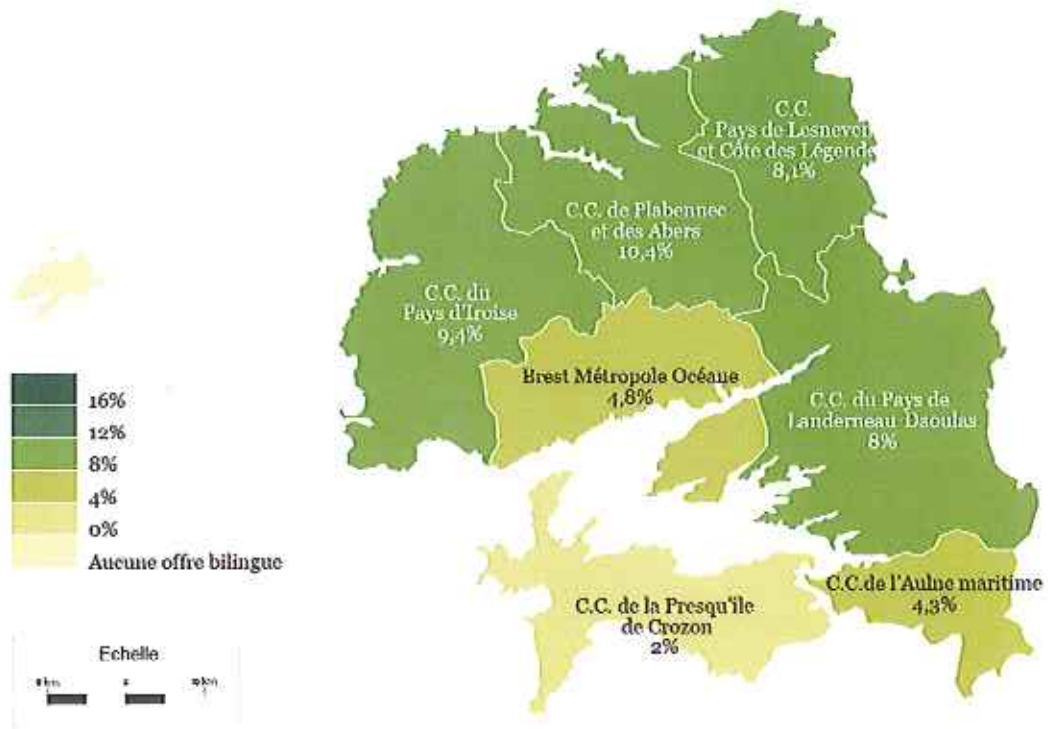 C.C.
Pays de Lesneven
et Côte des Légendes
8,1%
C.C. de Plabennec
et des Abers
10,4%
C.C. du
Pays d'Iroise
9,4%
Brest Métropole Océane
4,8%
C.C. du Pays de
Landerneau Daoulas
8%
16%
12%
8%
4%
0%
Aucune offre bilingue
C.C.de l'Aulne maritime
4,3%
C.C. de la Presqu'île
de Crozon
2%
Echelle
km